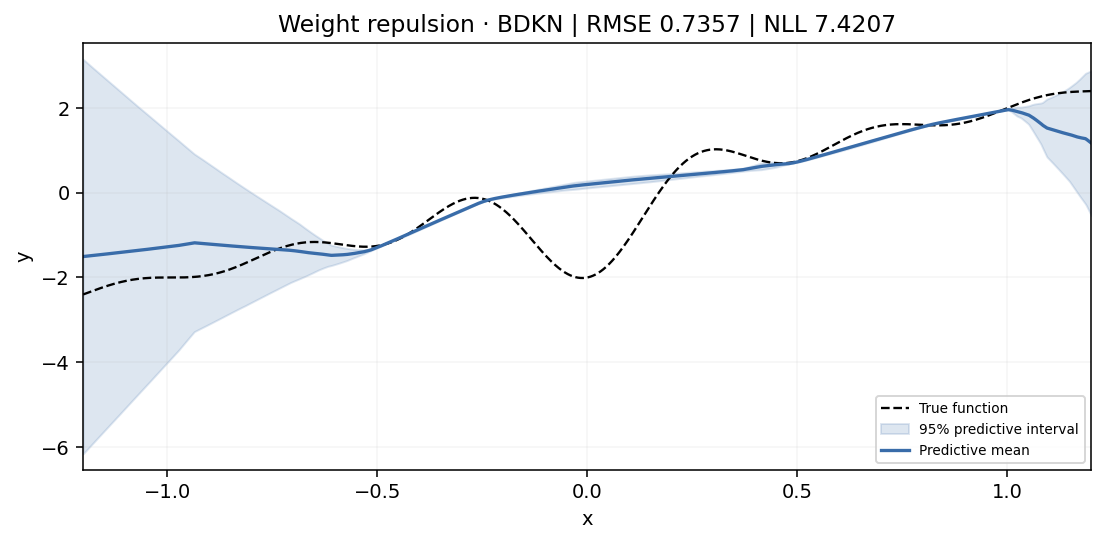 Weight repulsion · BDKN | RMSE 0.7357 | NLL 7.4207
y
2
0
−2
−4
−6
True function
95% predictive interval
Predictive mean
−1.0 −0.5 0.0 0.5 1.0
x